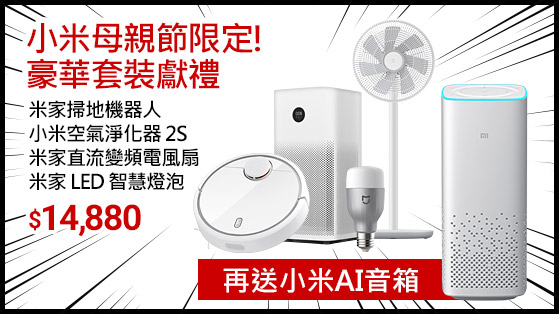 小米母親節限定!
豪華套裝獻禮
米家掃地機器人
小米空氣淨化器 2S
米家直流變頻電風扇
米家 LED 智慧燈泡
$14,880
再送小米AI音箱